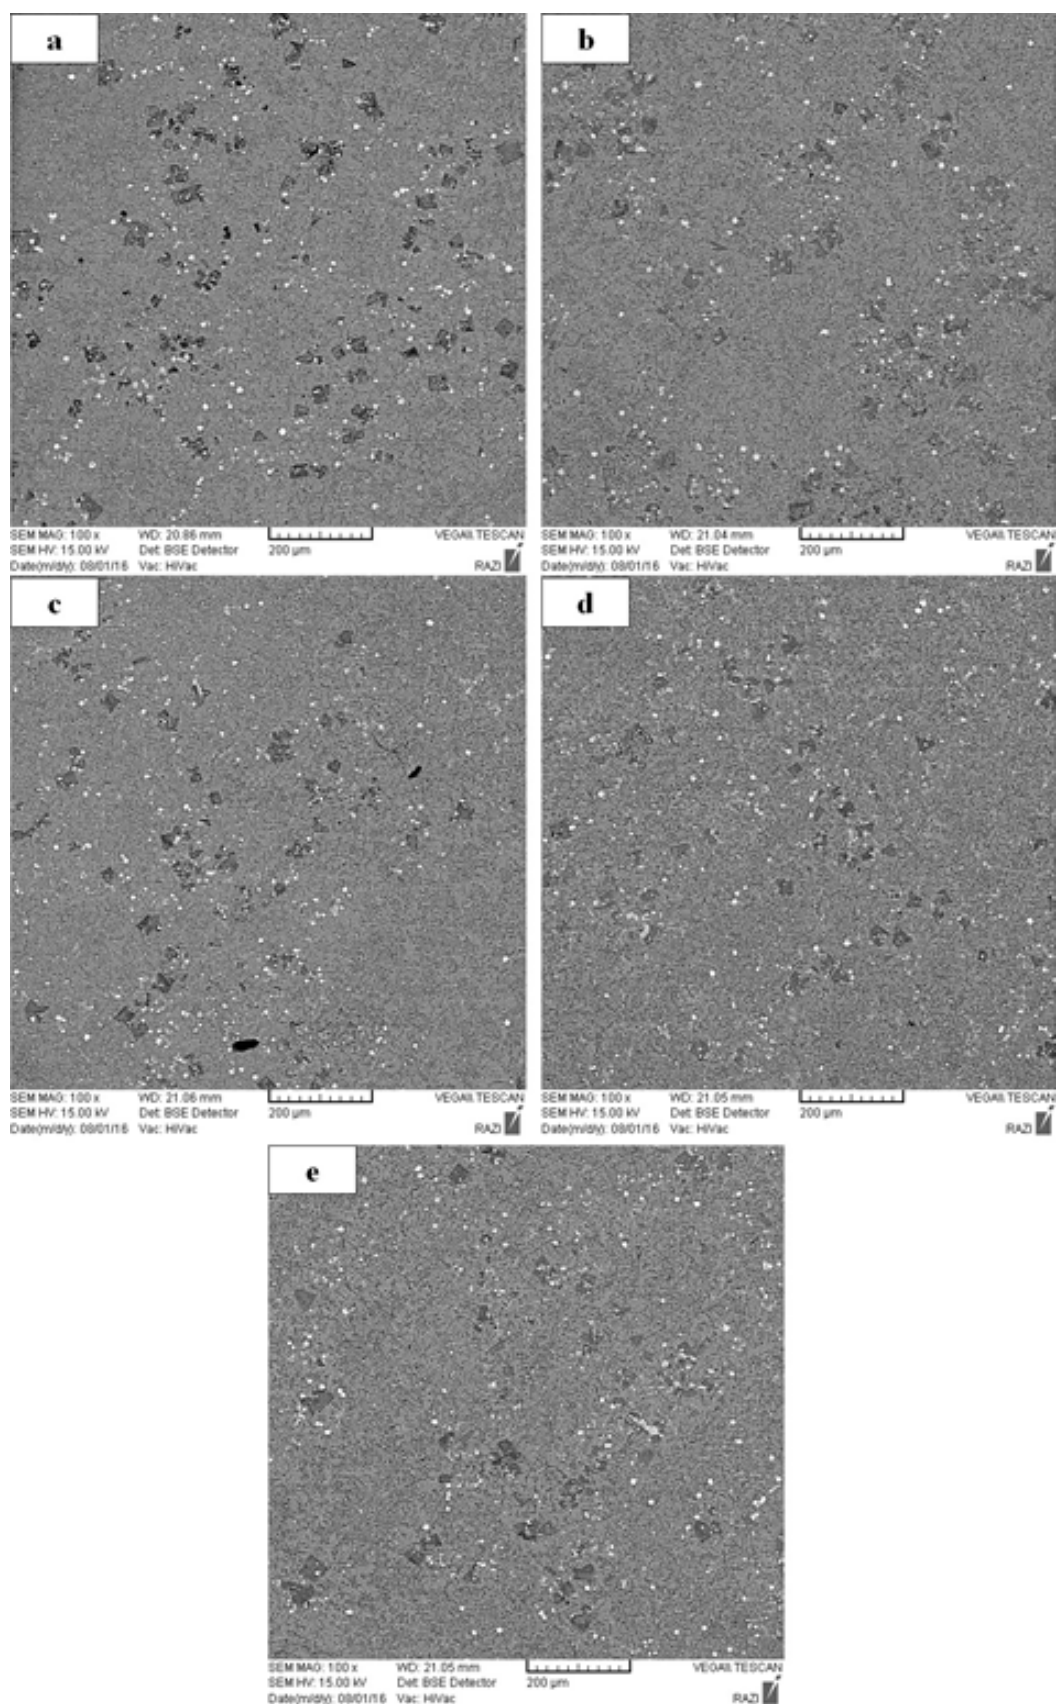 a
b
SEM MAG: 100 x WD: 20.86 mm
SEM HV: 15.00 kV Det: BSE Detector 200 µm VEGAII TESCAN
Date(m/d/y): 08/01/16 Vac: HiVac RAZI
SEM MAG: 100 x WD: 21.04 mm
SEM HV: 15.00 kV Det: BSE Detector 200 µm VEGAII TESCAN
Date(m/d/y): 08/01/16 Vac: HiVac RAZI
c
d
SEM MAG: 100 x WD: 21.06 mm
SEM HV: 15.00 kV Det: BSE Detector 200 µm VEGAII TESCAN
Date(m/d/y): 08/01/16 Vac: HiVac RAZI
SEM MAG: 100 x WD: 21.05 mm
SEM HV: 15.00 kV Det: BSE Detector 200 µm VEGAII TESCAN
Date(m/d/y): 08/01/16 Vac: HiVac RAZI
e
SEM MAG: 100 x WD: 21.05 mm
SEM HV: 15.00 kV Det: BSE Detector 200 µm VEGAII TESCAN
Date(m/d/y): 08/01/16 Vac: HiVac RAZI